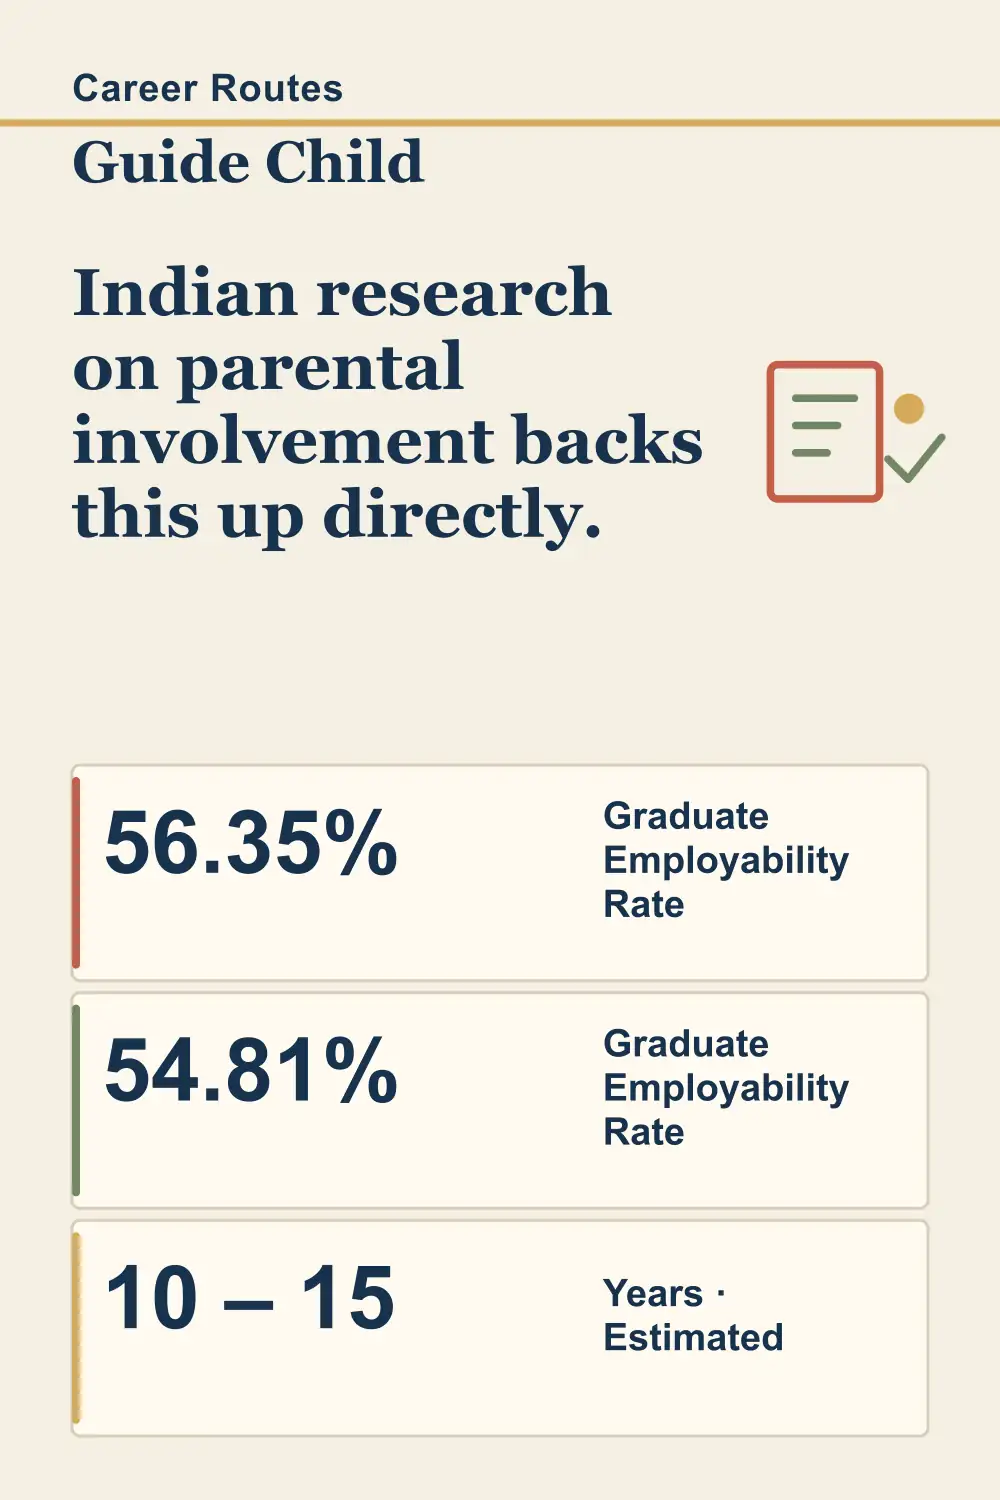 Career Routes
Guide Child
Indian research
on parental
involvement backs
this up directly.
56.35%
Graduate
Employability
Rate
54.81%
Graduate
Employability
Rate
10 – 15
Years ·
Estimated